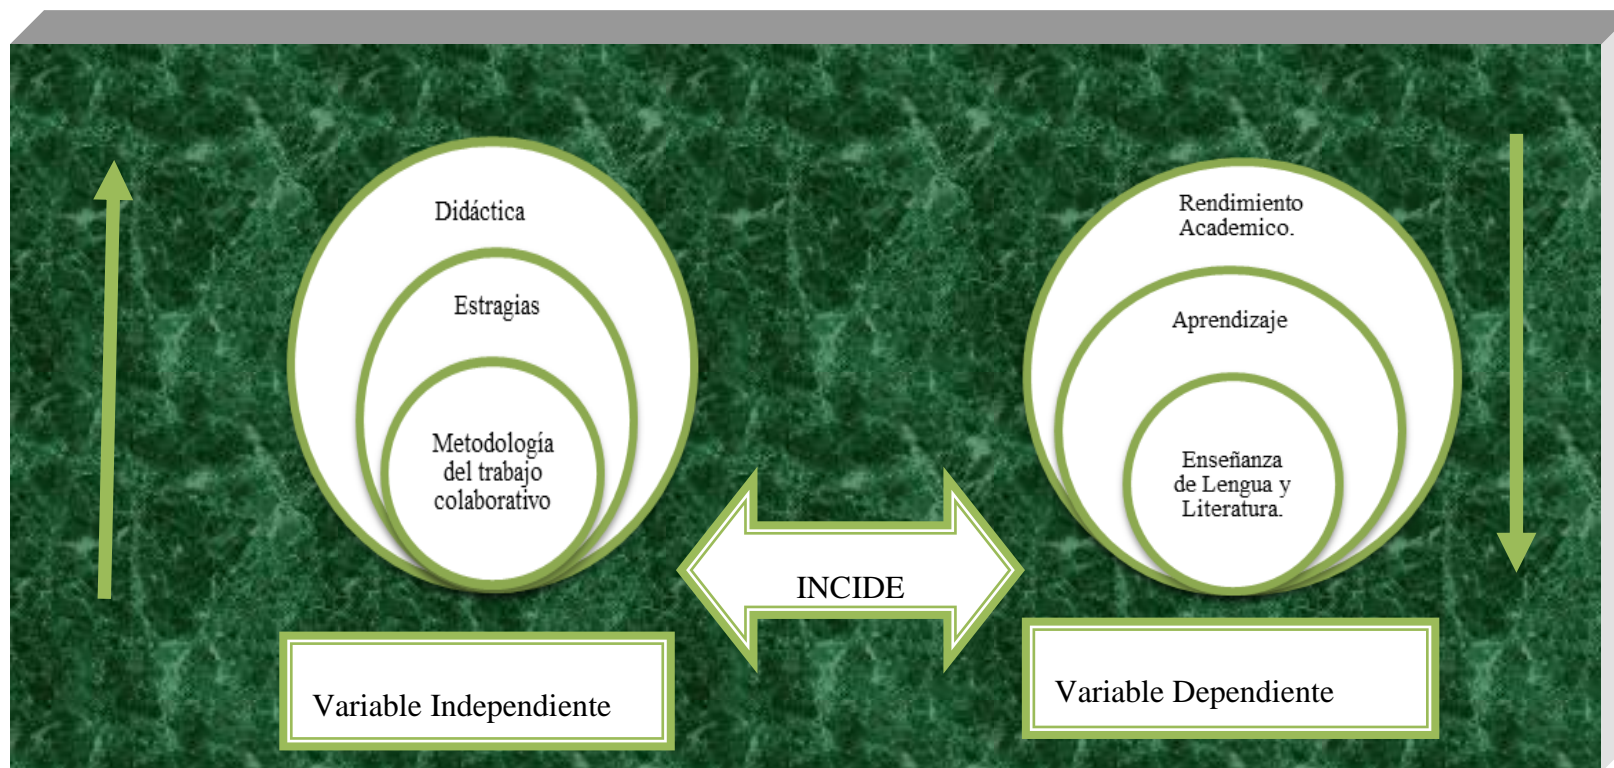 Didáctica
Estragias
Metodología
del trabajo
colaborativo
Rendimiento
Academico.
Aprendizaje
Enseñanza
de Lengua y
Literatura.
INCIDE
Variable Independiente
Variable Dependiente